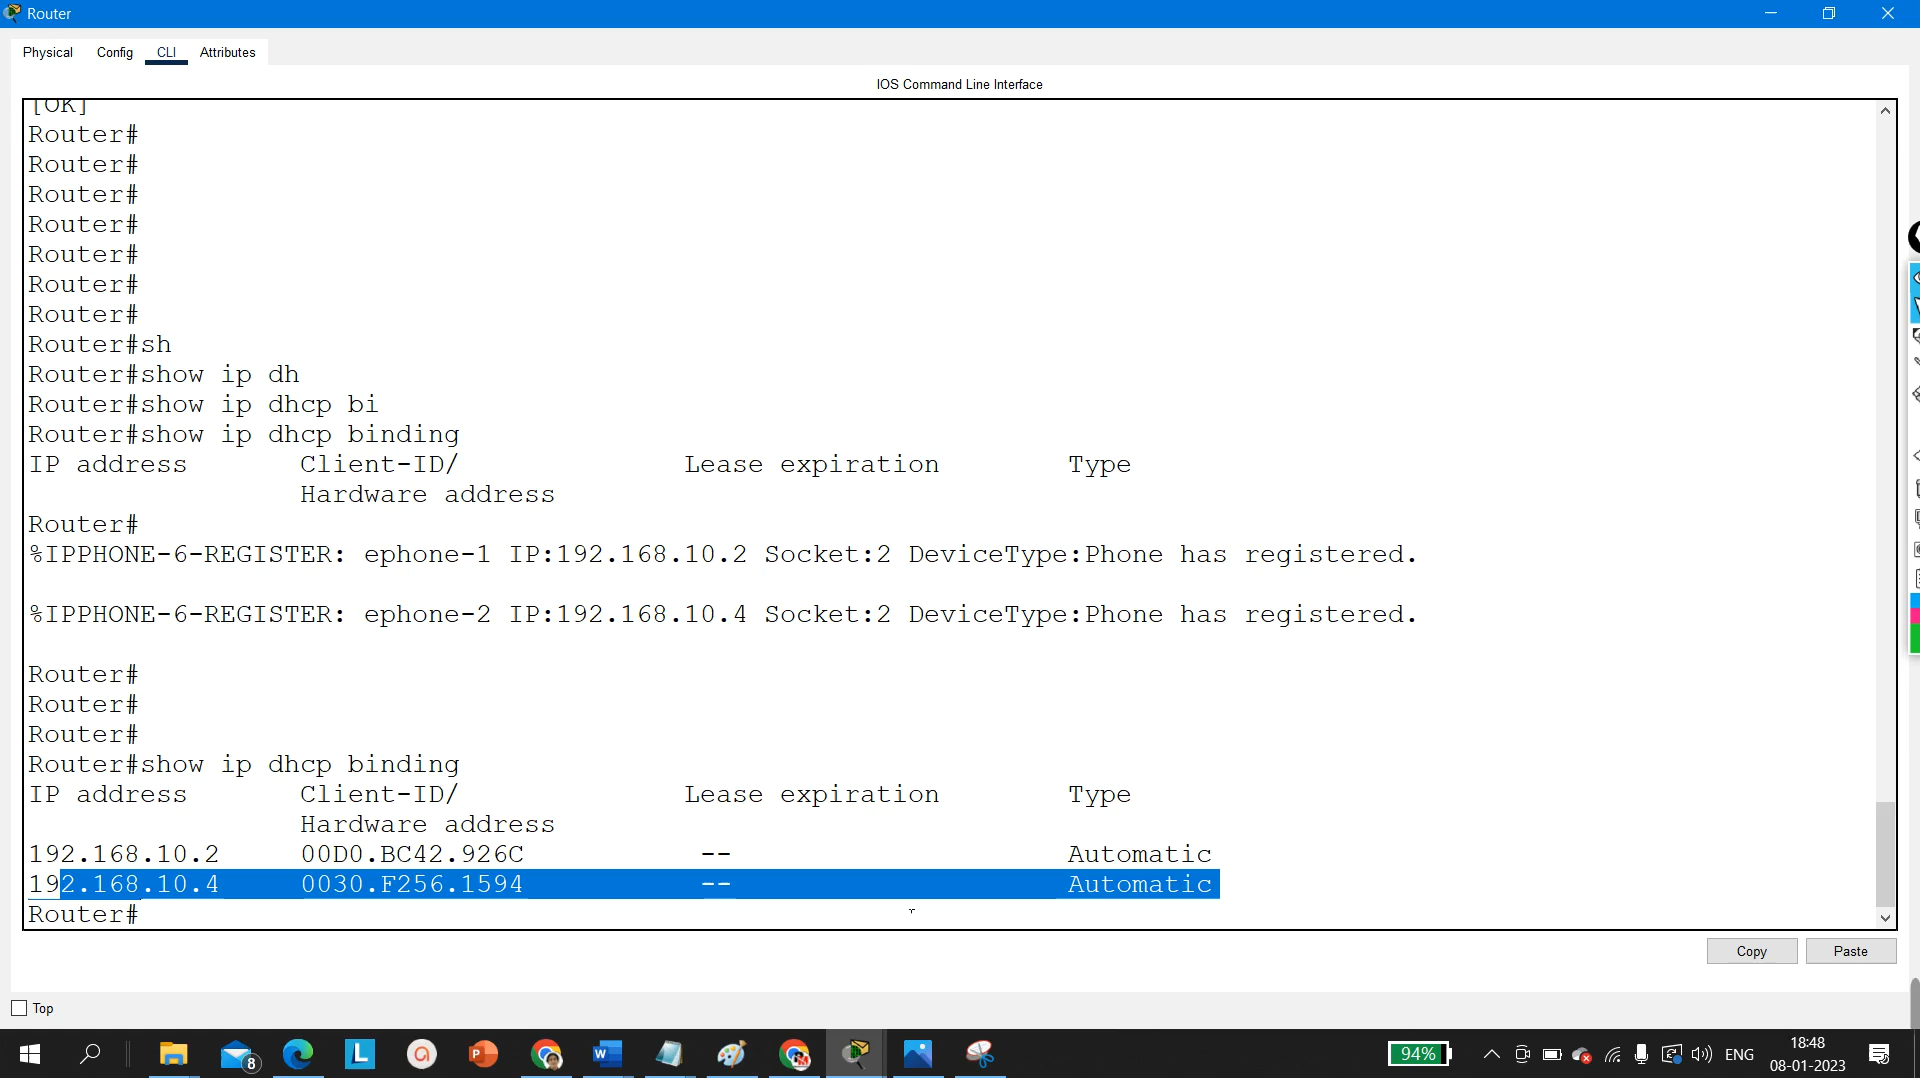 Router
Physical Config CLI Attributes
IOS Command Line Interface
[OK]
Router#
Router#
Router#
Router#
Router#
Router#
Router#
Router#sh
Router#show ip dh
Router#show ip dhcp bi
Router#show ip dhcp binding
IP address Client-ID/ Lease expiration Type
Hardware address
Router#
%IPPHONE-6-REGISTER: ephone-1 IP:192.168.10.2 Socket:2 DeviceType:Phone has registered.
%IPPHONE-6-REGISTER: ephone-2 IP:192.168.10.4 Socket:2 DeviceType:Phone has registered.
Router#
Router#
Router#
Router#show ip dhcp binding
IP address Client-ID/ Lease expiration Type
Hardware address
192.168.10.2 00D0.BC42.926C -- Automatic
192.168.10.4 0030.F256.1594 -- Automatic
Router#
Copy Paste
Top
8 L a P W 94% ENG 18:48
08-01-2023